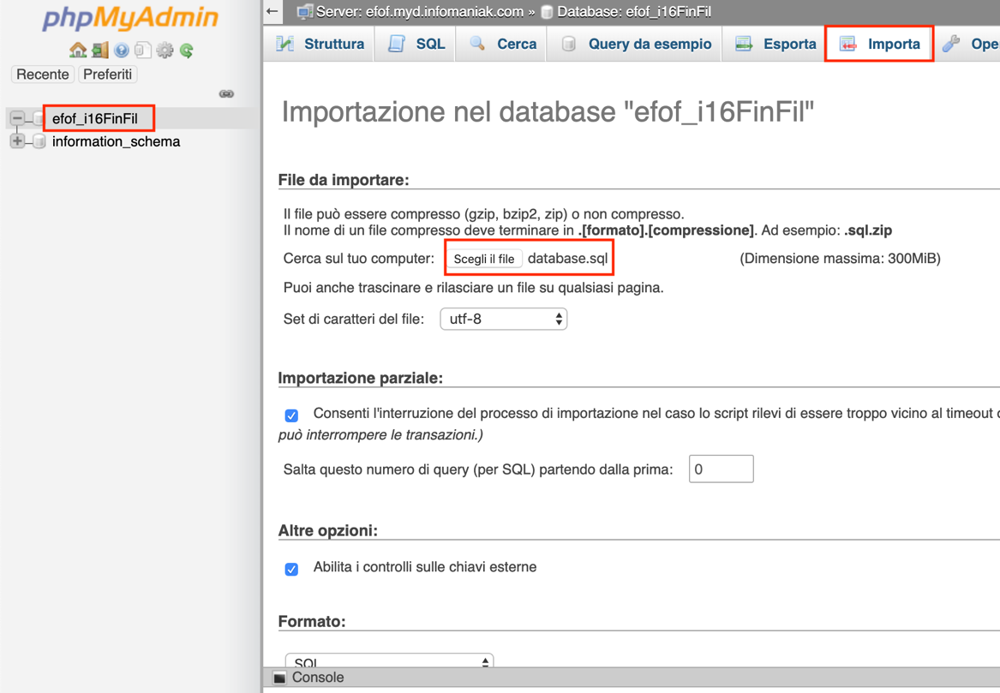 phpMyAdmin
Recente Preferiti
efof_i16FinFil
information_schema
← Server: efof.myd.infomaniak.com » Database: efof_i16FinFil
Struttura SQL Cerca Query da esempio Esporta Importa Ope
Importazione nel database "efof_i16FinFil"
File da importare:
Il file può essere compresso (gzip, bzip2, zip) o non compresso.
Il nome di un file compresso deve terminare in .[formato].[compressione]. Ad esempio: .sql.zip
Cerca sul tuo computer: Scegli il file database.sql (Dimensione massima: 300MiB)
Puoi anche trascinare e rilasciare un file su qualsiasi pagina.
Set di caratteri del file: utf-8
Importazione parziale:
Consenti l'interruzione del processo di importazione nel caso lo script rilevi di essere troppo vicino al timeout
può interrompere le transazioni.)
Salta questo numero di query (per SQL) partendo dalla prima: 0
Altre opzioni:
Abilita i controlli sulle chiavi esterne
Formato:
SQL
Console